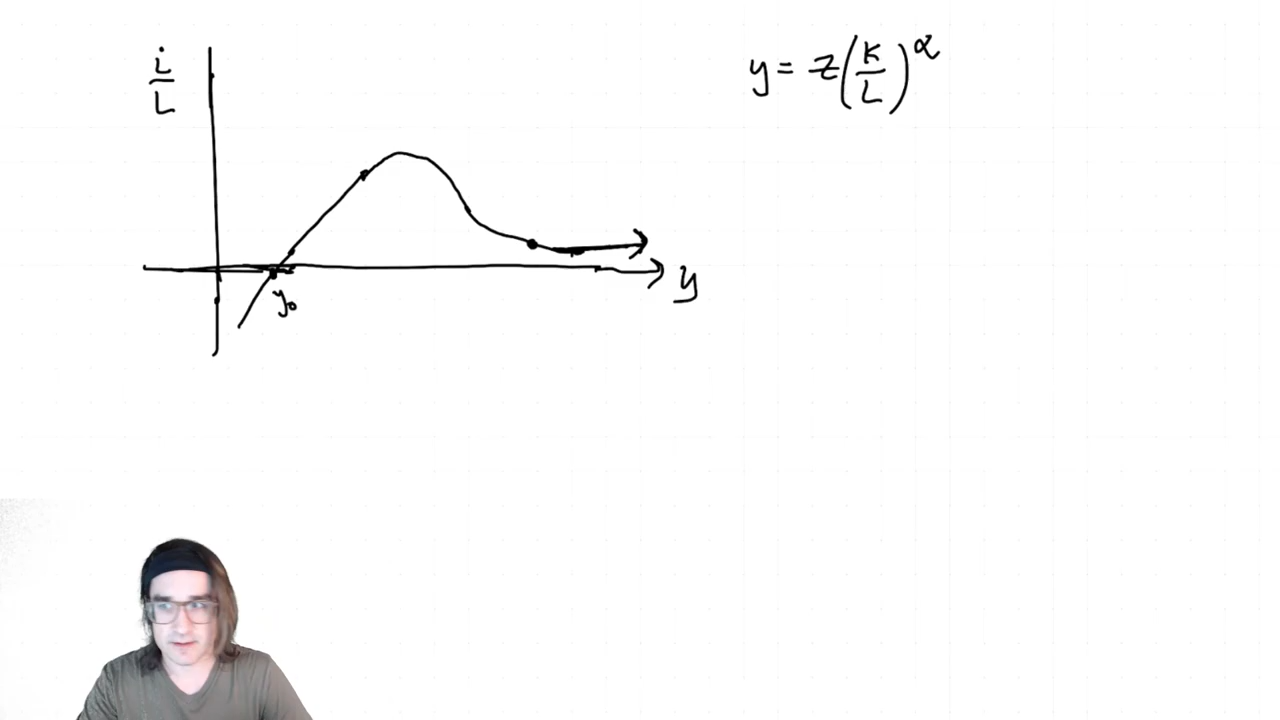 i/L
y = z(K/L)^α
y₀
y